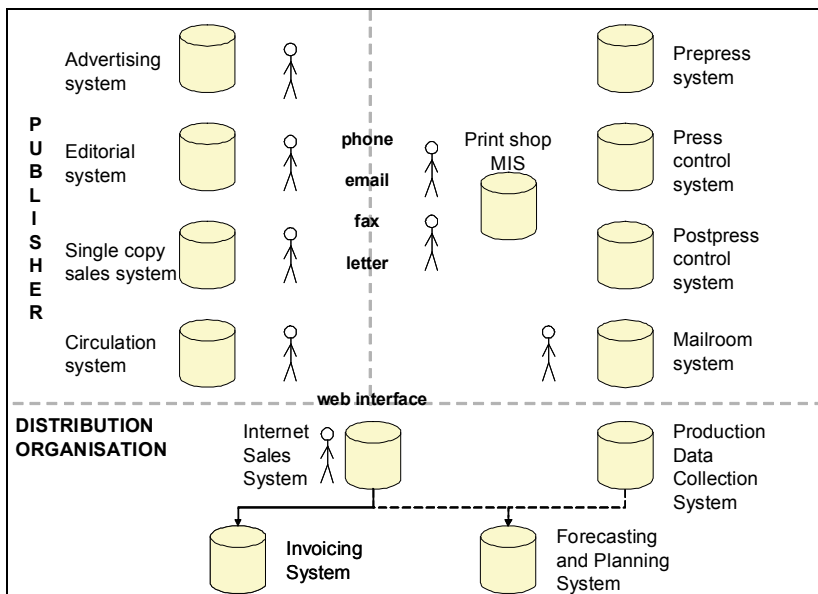 PUBLISHER
Advertising
system
Editorial
system
Single copy
sales system
Circulation
system
phone
email
fax
letter
Print shop
MIS
Prepress
system
Press
control
system
Postpress
control
system
Mailroom
system
web interface
DISTRIBUTION
ORGANISATION
Internet
Sales
System
Production
Data
Collection
System
Invoicing
System
Forecasting
and Planning
System